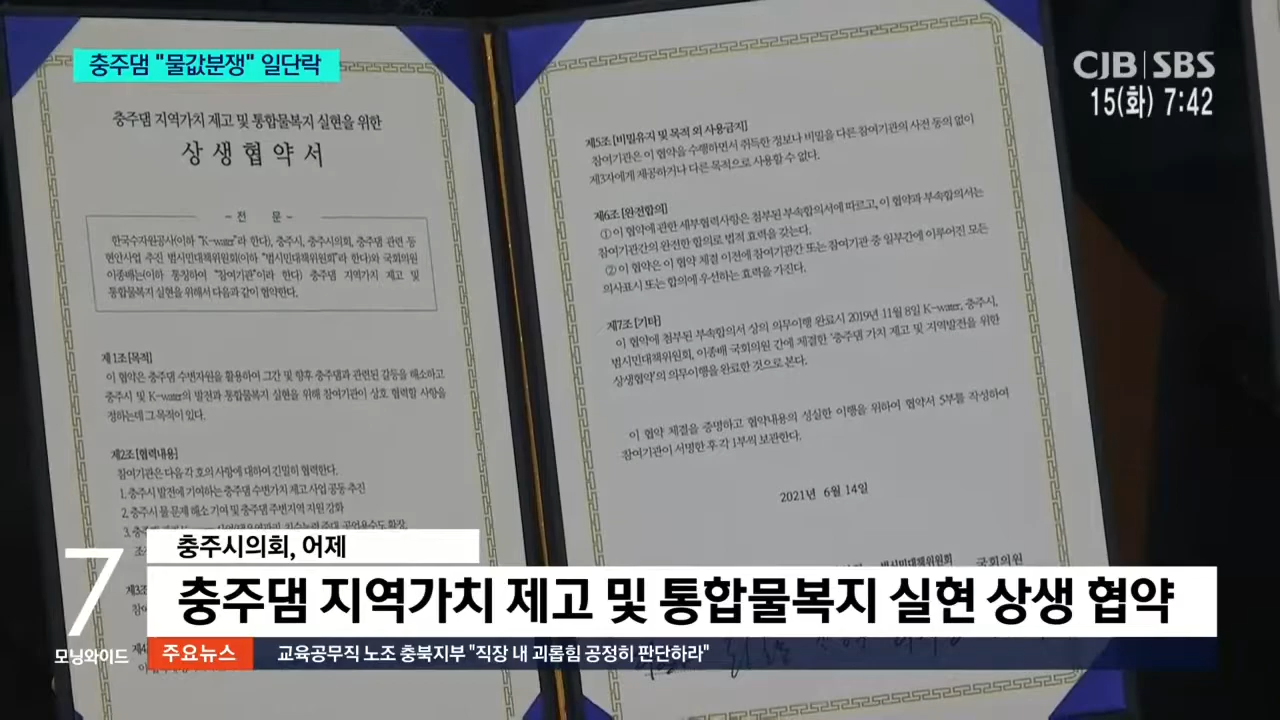 충주댐 "물값분쟁" 일단락
CJB SBS
15(화) 7:42
충주댐 지역가치 제고 및 통합물복지 실현을 위한
상생협약서
- 전 문 -
한국수자원공사(이하 "K-water"라 한다), 충주시, 충주시의회, 충주댐 관련 등
현안사업 추진 범시민대책위원회(이하 "범시민대책위원회"라 한다)와 국회의원
이종배는(이하 통칭하여 "참여기관"이라 한다) 충주댐 지역가치 제고 및
통합물복지 실현을 위해서 다음과 같이 협약한다.
제 1조 [목적]
이 협약은 충주댐 수변자원을 활용하여 그간 및 향후 충주댐과 관련된 갈등을 해소하고
충주시 및 K-water의 발전과 통합물복지 실현을 위해 참여기관이 상호 협력할 사항을
정하는데 그 목적이 있다.
제2조 [협력내용]
참여기관은 다음 각 호의 사항에 대하여 긴밀히 협력한다.
1. 충주시 발전에 기여하는 충주댐 수변가치 제고 사업 공동 추진
2. 충주시 물 문제 해소 기여 및 충주댐 주변지역 지원 강화
제5조 [비밀유지 및 목적 외 사용금지]
참여기관은 이 협약을 수행하면서 취득한 정보나 비밀을 다른 참여기관의 사전 동의 없이
제3자에게 제공하거나 다른 목적으로 사용할 수 없다.
제6조 [완전합의]
① 이 협약에 관한 세부협력사항은 첨부된 부속합의서에 따르고, 이 협약과 부속합의서는
참여기관간의 완전한 합의로 법적 효력을 갖는다.
② 이 협약은 이 협약 체결 이전에 참여기관간 또는 참여기관 중 일부간에 이루어진 모든
의사표시 또는 합의에 우선하는 효력을 가진다.
제7조 [기타]
이 협약에 첨부된 부속합의서 상의 의무이행 완료시 2019년 11월 8일 K-water, 충주시,
범시민대책위원회, 이종배 국회의원 간에 체결한 '충주댐 가치 제고 및 지역발전을 위한
상생협약'의 의무이행을 완료한 것으로 본다.
이 협약 체결을 증명하고 협약내용의 성실한 이행을 위하여 협약서 5부를 작성하여
참여기관이 서명한 후 각 1부씩 보관한다.
2021년 6월 14일
범시민대책위원회 국회의원
충주시의회, 어제
충주댐 지역가치 제고 및 통합물복지 실현 상생 협약
7
모닝와이드
주요뉴스
교육공무직 노조 충북지부 "직장 내 괴롭힘 공정히 판단하라"